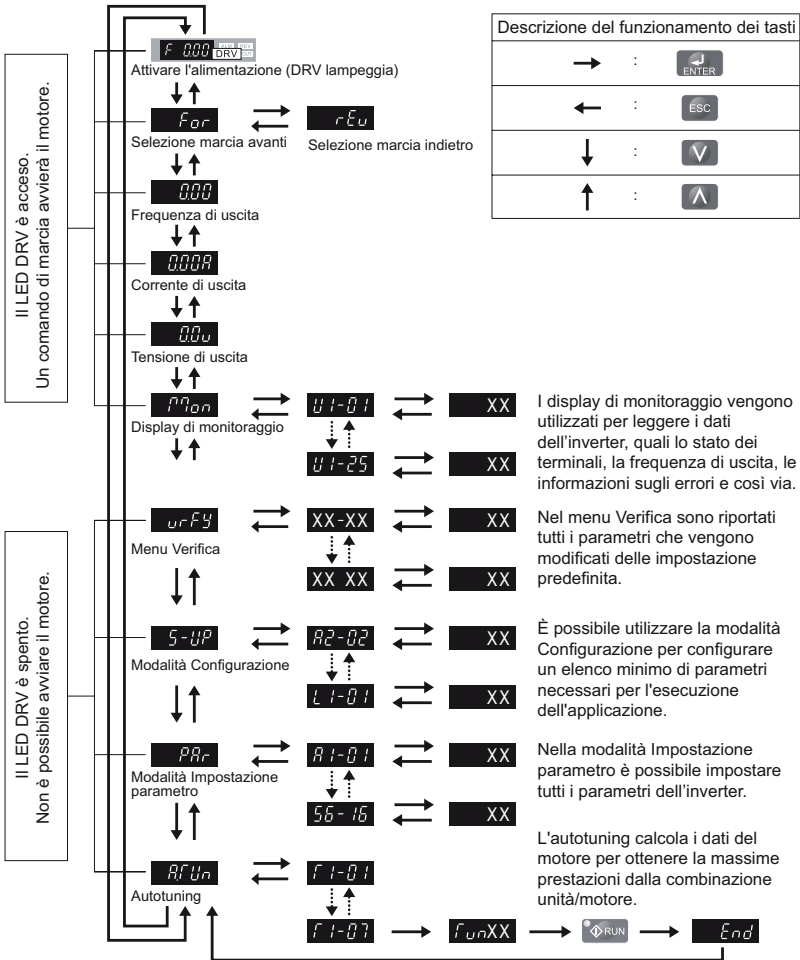 Descrizione del funzionamento dei tasti
→ : ENTER
← : ESC
↓ : V
↑ : Λ
Il LED DRV è acceso.
Un comando di marcia avvierà il motore.
F 0.00 DRV
Attivare l'alimentazione (DRV lampeggia)
For
rEv
Selezione marcia avanti
Selezione marcia indietro
0.00
Frequenza di uscita
0.00A
Corrente di uscita
0.0v
Tensione di uscita
Mon
U1-01
XX
Display di monitoraggio
U1-25
XX
I display di monitoraggio vengono
utilizzati per leggere i dati
dell'inverter, quali lo stato dei
terminali, la frequenza di uscita, le
informazioni sugli errori e così via.
Il LED DRV è spento.
Non è possibile avviare il motore.
vrFY
XX-XX
XX
Menu Verifica
XX XX
XX
Nel menu Verifica sono riportati
tutti i parametri che vengono
modificati delle impostazione
predefinita.
S-UP
A2-02
XX
Modalità Configurazione
L1-01
XX
È possibile utilizzare la modalità
Configurazione per configurare
un elenco minimo di parametri
necessari per l'esecuzione
dell'applicazione.
PAr
A1-01
XX
Modalità Impostazione
parametro
S6-16
XX
Nella modalità Impostazione
parametro è possibile impostare
tutti i parametri dell'inverter.
A.TUn
T1-01
Autotuning
L'autotuning calcola i dati del
motore per ottenere la massime
prestazioni dalla combinazione
unità/motore.
T1-07
TunXX
RUN
End